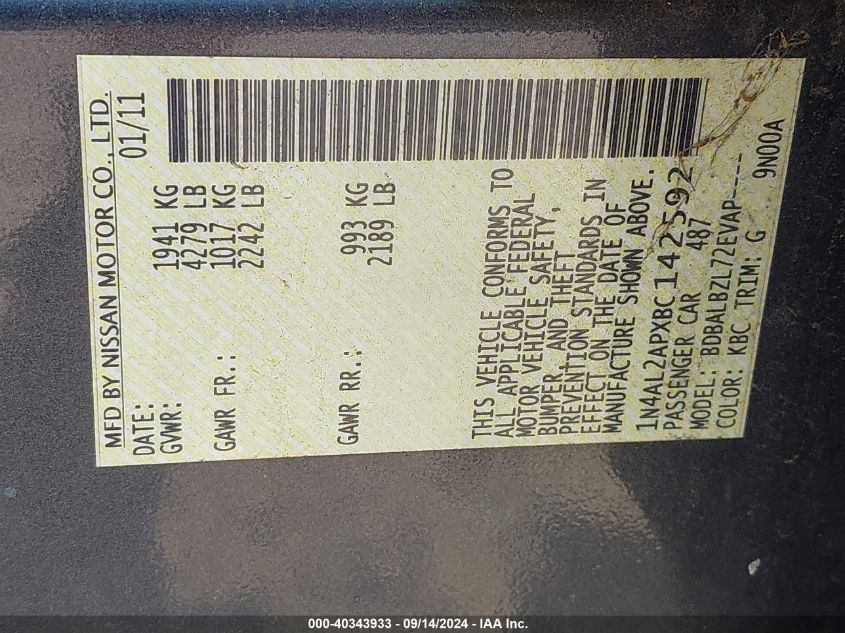 MFD BY NISSAN MOTOR CO., LTD.
DATE: 01/11
GVWR: 1941 KG
4279 LB
GAWR FR.: 1017 KG
2242 LB
GAWR RR.: 993 KG
2189 LB
THIS VEHICLE CONFORMS TO
ALL APPLICABLE FEDERAL
MOTOR VEHICLE SAFETY,
BUMPER, AND THEFT
PREVENTION STANDARDS IN
EFFECT ON THE DATE OF
MANUFACTURE SHOWN ABOVE.
1N4AL2APXBC142592
PASSENGER CAR 487
MODEL: BDBALBZL72EVAP----
COLOR: KBC TRIM: G 9N00A
000-40343933 - 09/14/2024 - IAA Inc.